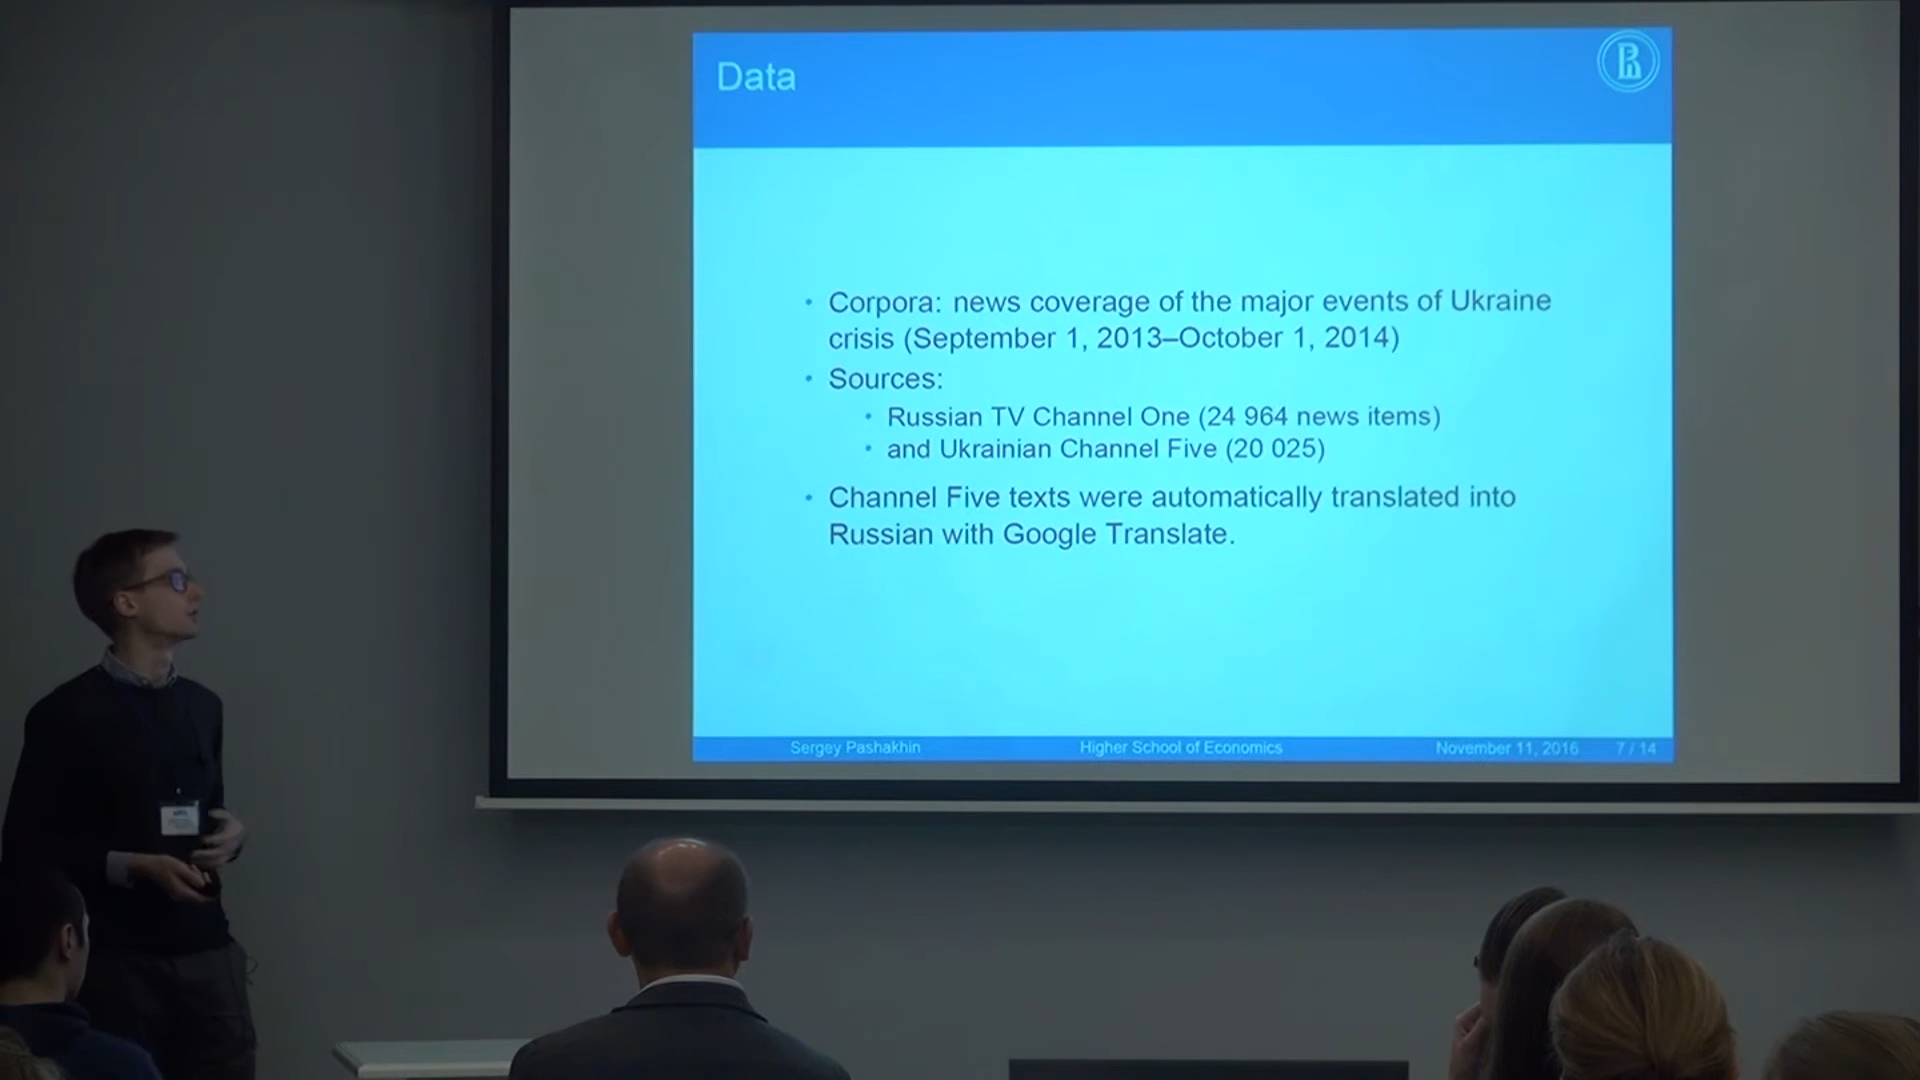 Data
• Corpora: news coverage of the major events of Ukraine
crisis (September 1, 2013–October 1, 2014)
• Sources:
• Russian TV Channel One (24 964 news items)
• and Ukrainian Channel Five (20 025)
• Channel Five texts were automatically translated into
Russian with Google Translate.
Sergey Pashakhin Higher School of Economics November 11, 2016 7 / 14